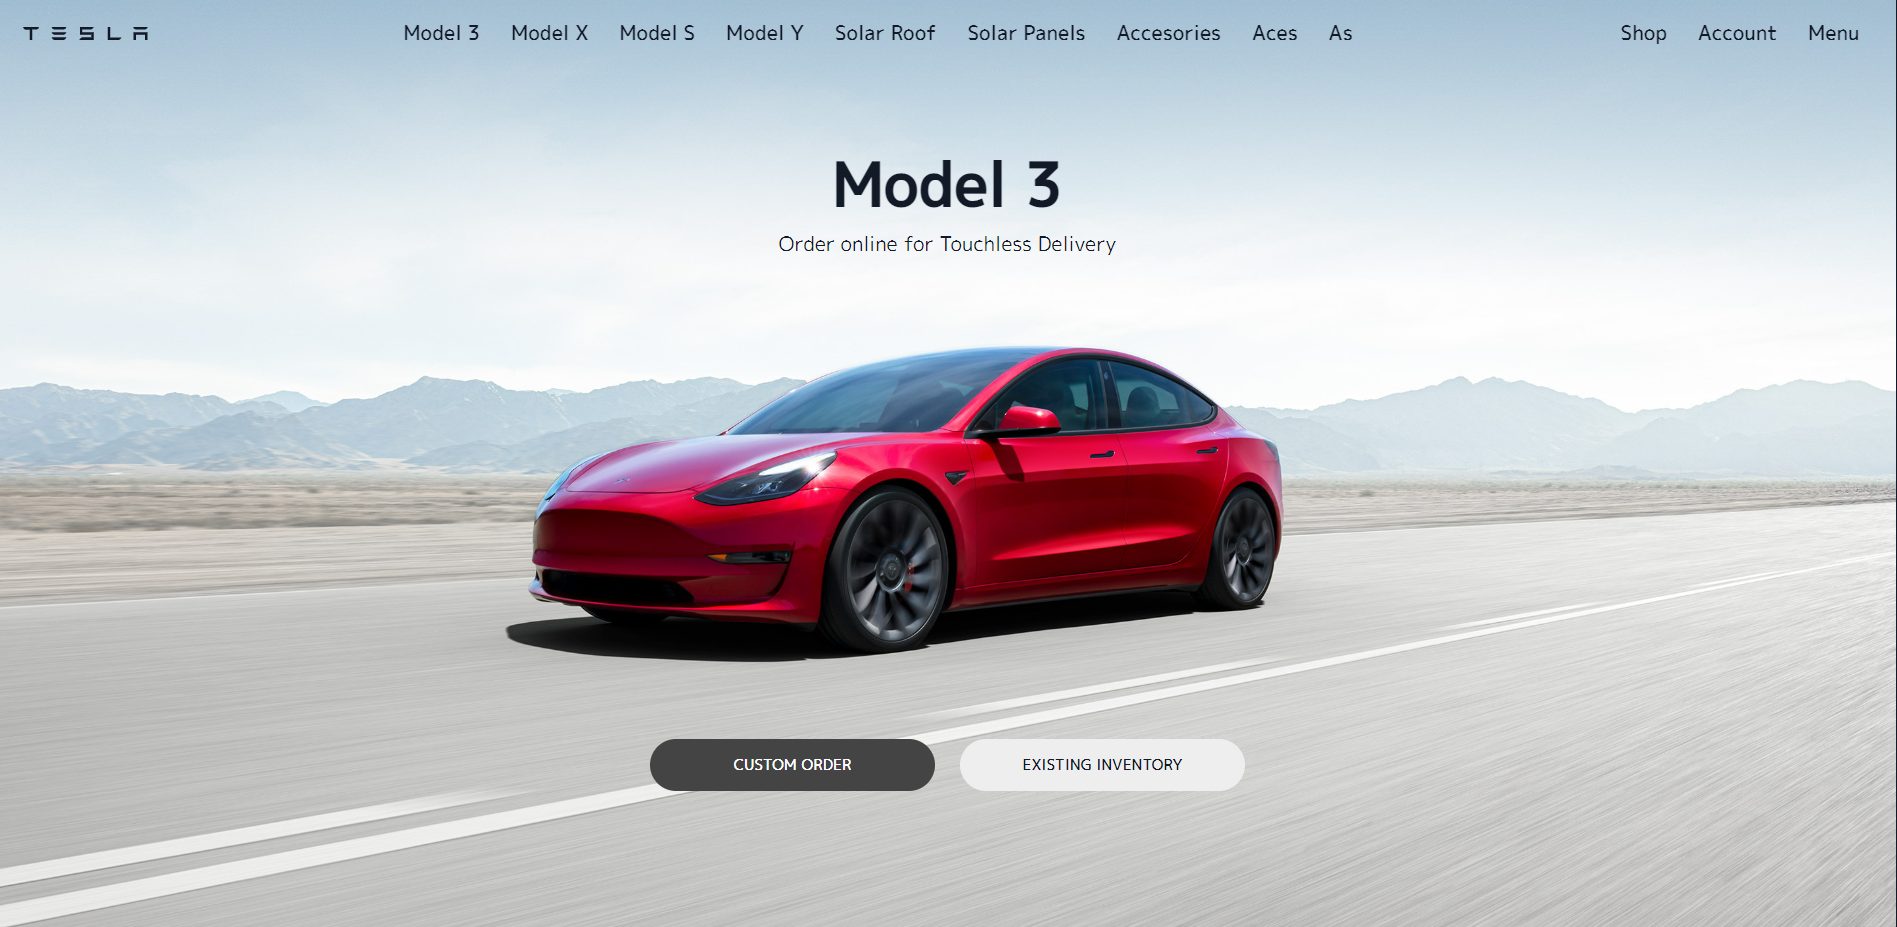 TESLA Model 3 Model X Model S Model Y Solar Roof Solar Panels Accesories Aces As Shop Account Menu
Model 3
Order online for Touchless Delivery
CUSTOM ORDER EXISTING INVENTORY